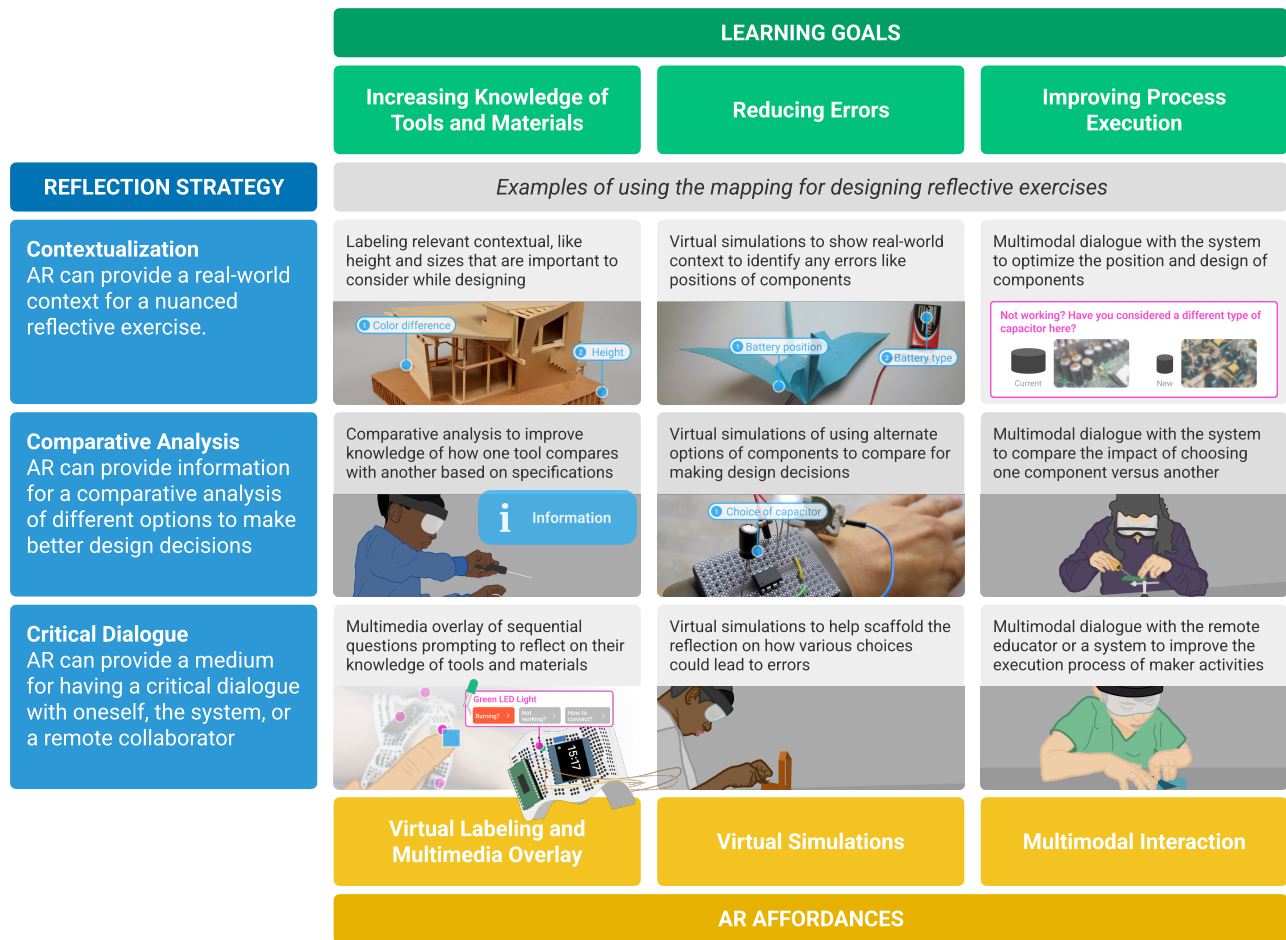 LEARNING GOALS
Increasing Knowledge of
Tools and Materials
Reducing Errors
Improving Process
Execution
REFLECTION STRATEGY
Examples of using the mapping for designing reflective exercises
Contextualization
AR can provide a real-world
context for a nuanced
reflective exercise.
Labeling relevant contextual, like
height and sizes that are important to
consider while designing
1 Color difference
2 Height
Virtual simulations to show real-world
context to identify any errors like
positions of components
1 Battery position
2 Battery type
Multimodal dialogue with the system
to optimize the position and design of
components
Not working? Have you considered a different type of
capacitor here?
Current
New
Comparative Analysis
AR can provide information
for a comparative analysis
of different options to make
better design decisions
Comparative analysis to improve
knowledge of how one tool compares
with another based on specifications
i Information
Virtual simulations of using alternate
options of components to compare for
making design decisions
1 Choice of capacitor
Multimodal dialogue with the system
to compare the impact of choosing
one component versus another
Critical Dialogue
AR can provide a medium
for having a critical dialogue
with oneself, the system, or
a remote collaborator
Multimedia overlay of sequential
questions prompting to reflect on their
knowledge of tools and materials
Green LED Light
Burning?
Not
working?
How to
connect?
15:17
Virtual simulations to help scaffold the
reflection on how various choices
could lead to errors
Multimodal dialogue with the remote
educator or a system to improve the
execution process of maker activities
Virtual Labeling and
Multimedia Overlay
Virtual Simulations
Multimodal Interaction
AR AFFORDANCES